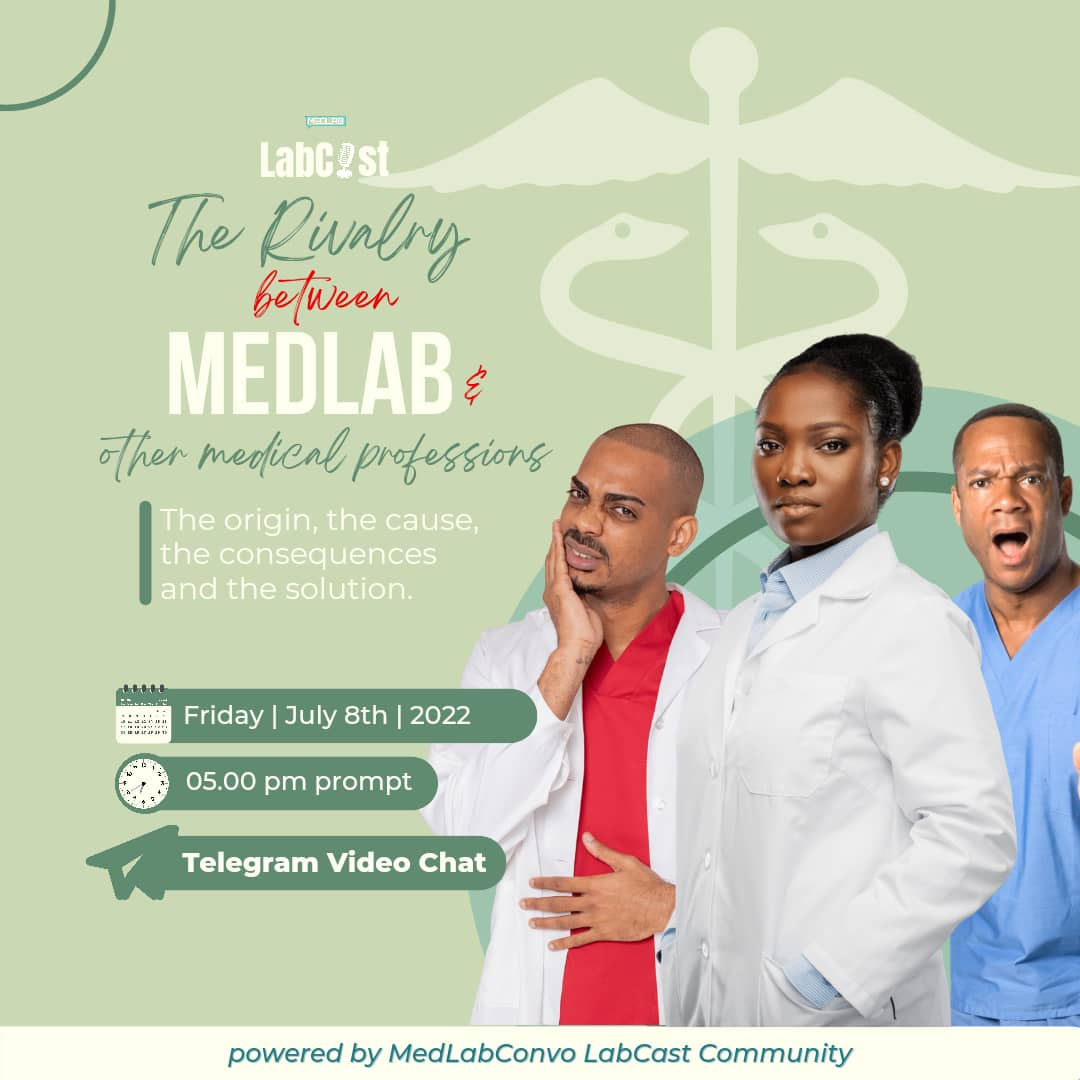 LabCast
The Rivalry
between
MEDLAB &
other medical professions
The origin, the cause,
the consequences
and the solution.
Friday | July 8th | 2022
05.00 pm prompt
Telegram Video Chat
powered by MedLabConvo LabCast Community